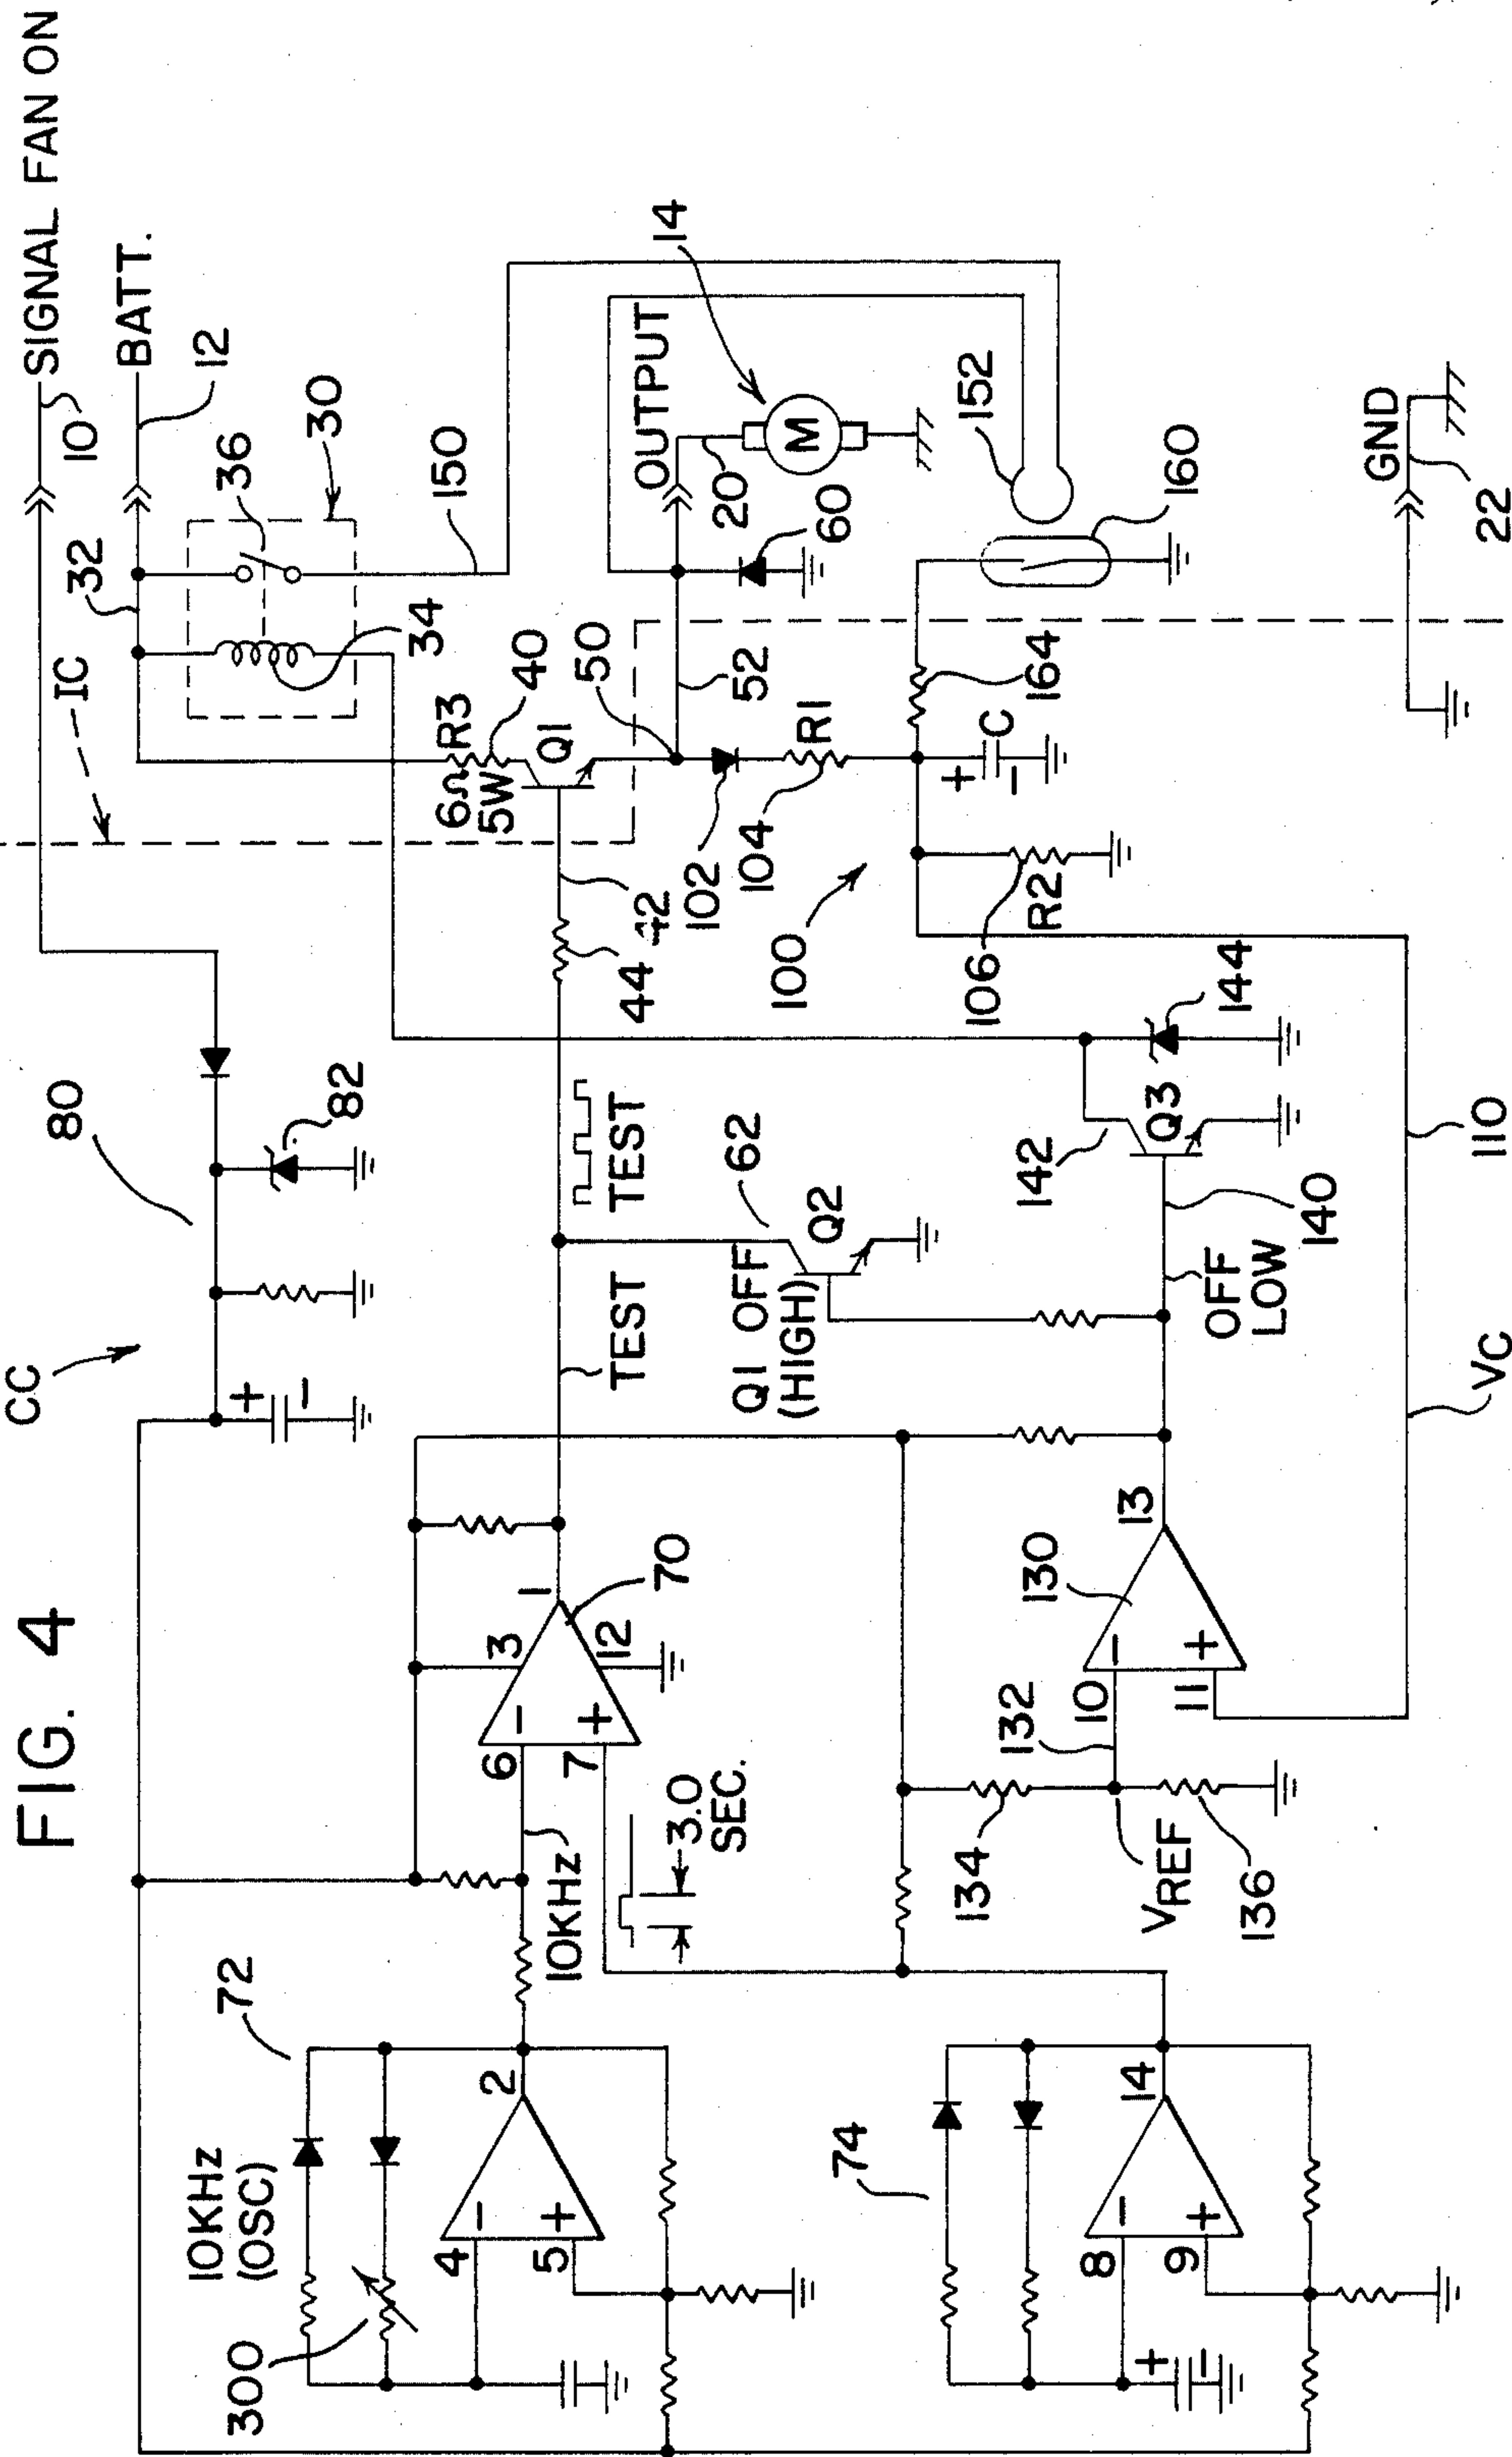 FIG. 4
SIGNAL FAN ON
10
BATT.
12
32
IC
36
30
34
150
CC
80
82
R3
6Ω
5W
40
Q1
50
52
OUTPUT
14
20
M
60
152
160
42
44
102
104
R1
164
+
C
−
100
106
R2
GND
22
110
VC
+
−
72
10KHz
(OSC)
300
4
−
5
+
2
10KHz
6
−
7
+
3
12
1
70
3.0
SEC.
TEST
TEST
Q1 OFF
(HIGH)
62
Q2
74
8
−
9
+
14
+
−
134
132
VREF
136
10
−
11
+
130
13
OFF
LOW
140
142
Q3
144